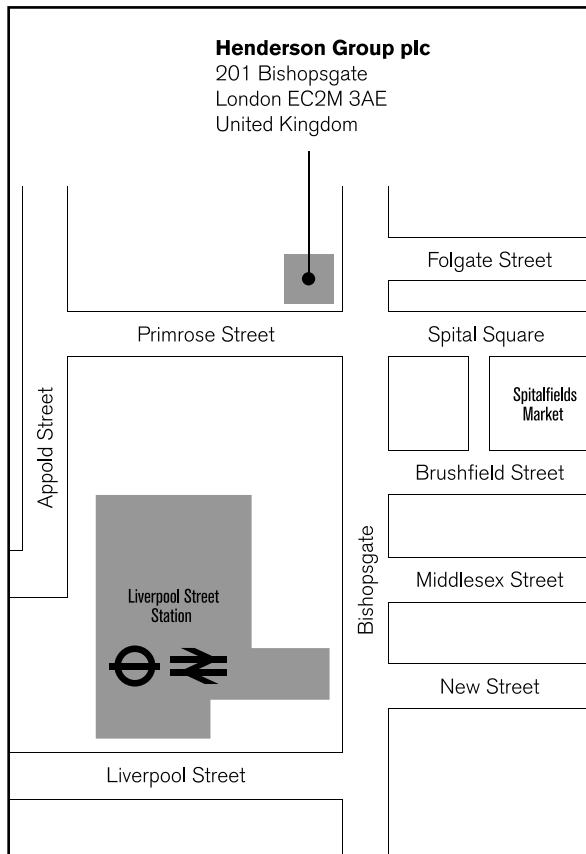 Henderson Group plc
201 Bishopsgate
London EC2M 3AE
United Kingdom
Folgate Street
Primrose Street
Spital Square
Spitalfields
Market
Appold Street
Brushfield Street
Bishopsgate
Middlesex Street
Liverpool Street
Station
New Street
Liverpool Street